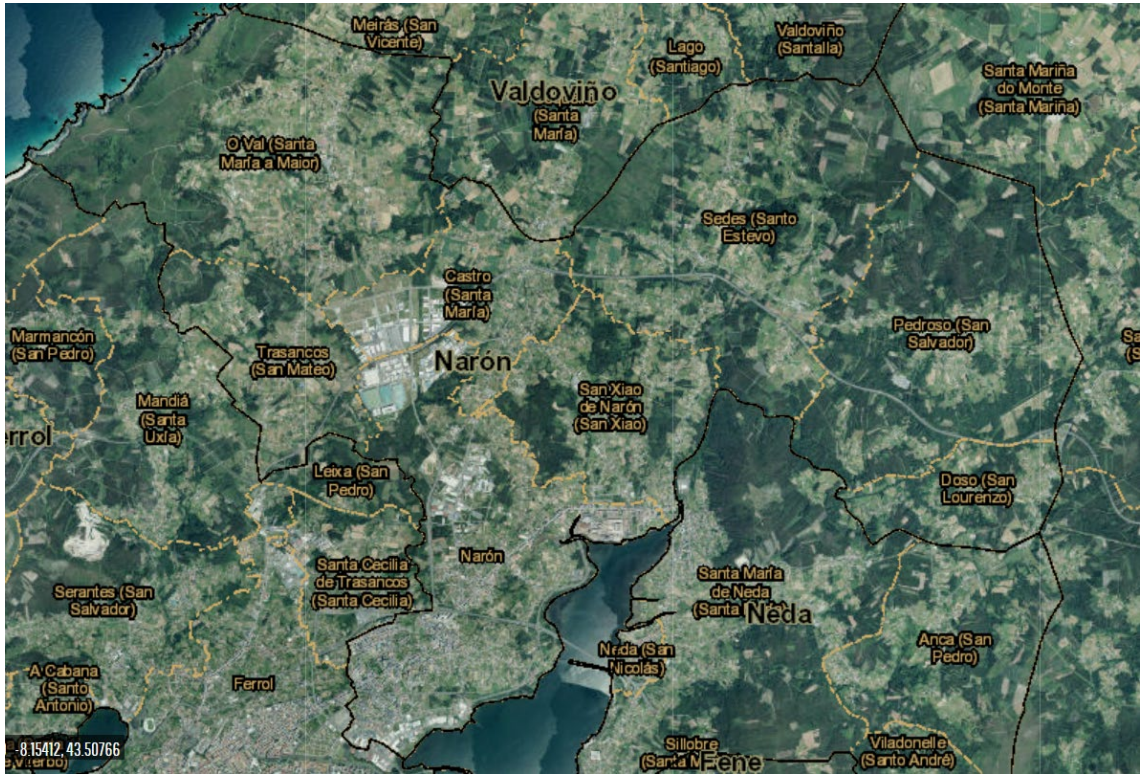 Meirás (San
Vicente)
Lago
(Santiago)
Valdoviño
(Santalla)
Santa Mariña
do Monte
(Santa Mariña)
Valdoviño
(Santa
María)
O Val (Santa
María a Maior)
Sedes (Santo
Estevo)
Castro
(Santa
María)
Marmancón
(San Pedro)
Trasancos
(San Mateo)
Narón
Pedroso (San
Salvador)
San Xiao
de Narón
(San Xiao)
Mandiá
(Santa
Uxía)
errol
Leixa (San
Pedro)
Doso (San
Lourenzo)
Narón
Santa Cecilia
de Trasancos
(Santa Cecilia)
Serantes (San
Salvador)
Santa María
de Neda
(Santa
Neda
Neda (San
Nicolás)
Anca (San
Pedro)
A Cabana
(Santo
Antonio)
Ferrol
-8.15412, 43.50766
Sillobre
(Santa M
Fene
Viladonelle
(Santo André)